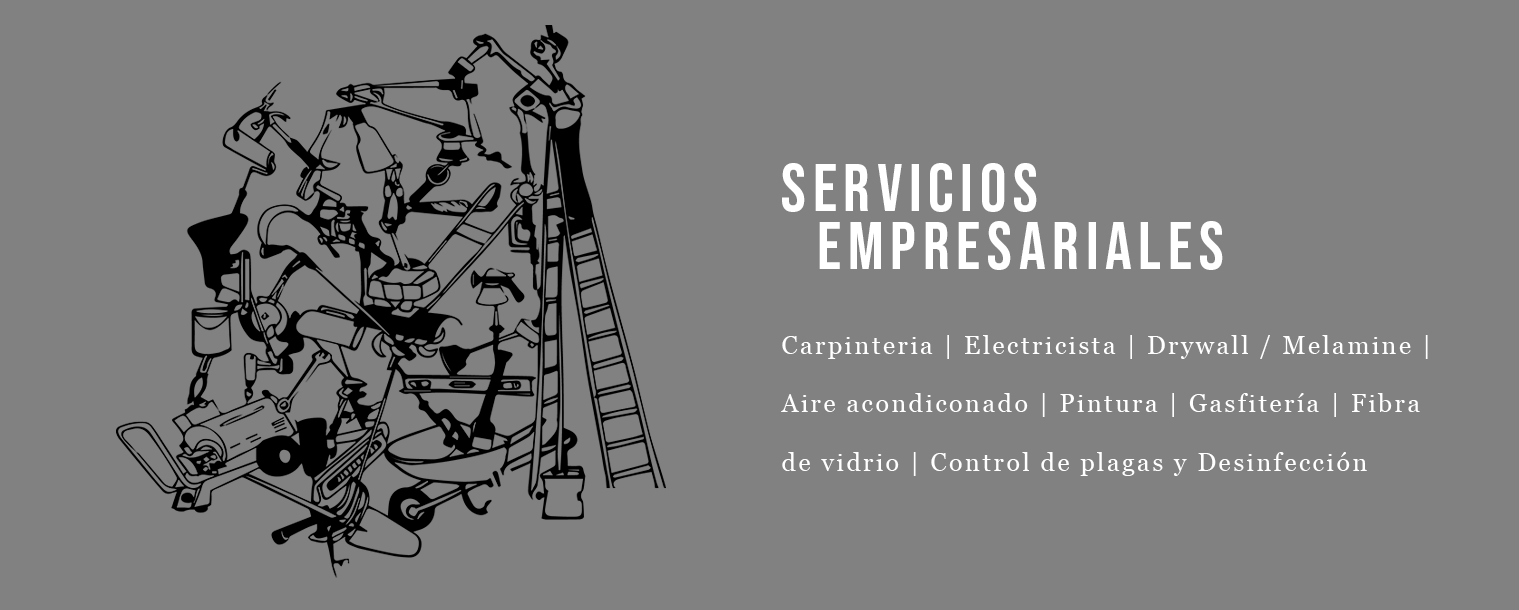 SERVICIOS
EMPRESARIALES
Carpinteria | Electricista | Drywall / Melamine |
Aire acondiconado | Pintura | Gasfitería | Fibra
de vidrio | Control de plagas y Desinfección